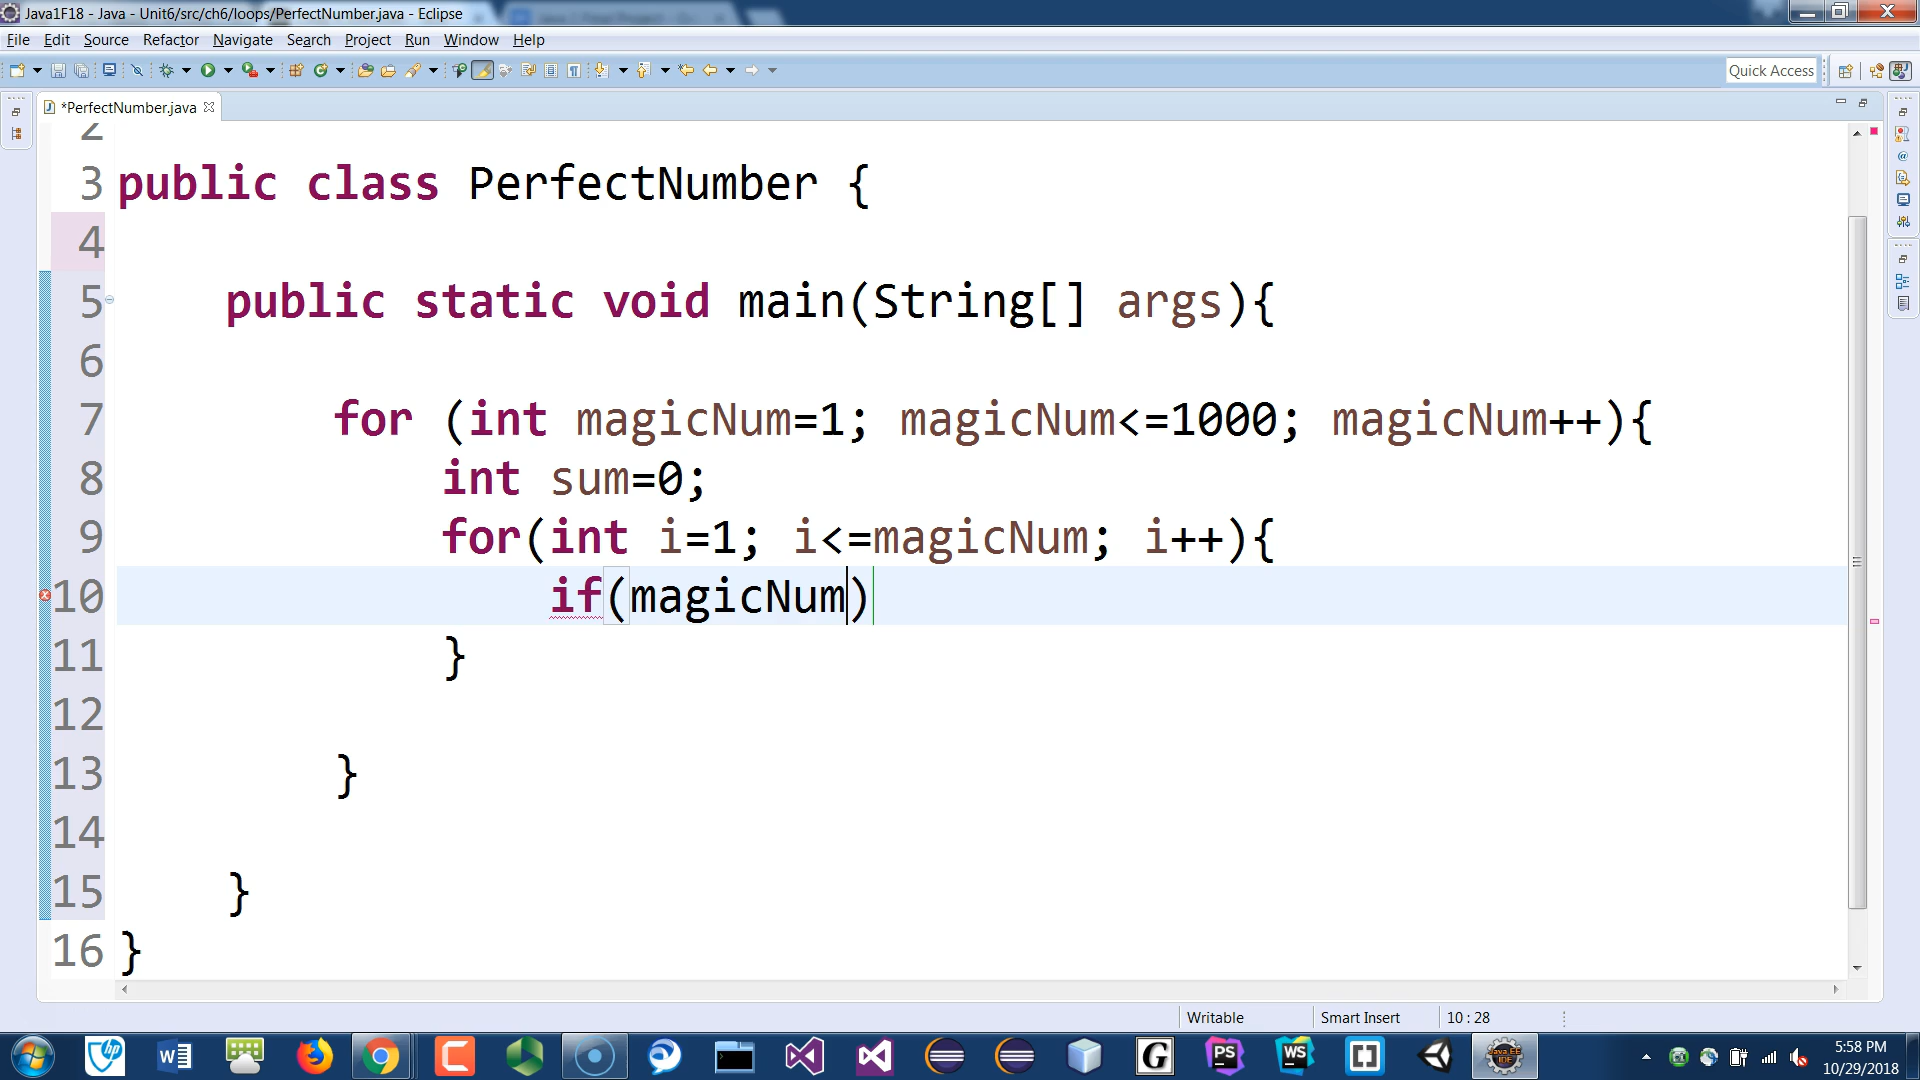 Java1F18 - Java - Unit6/src/ch6/loops/PerfectNumber.java - Eclipse
File Edit Source Refactor Navigate Search Project Run Window Help
Quick Access
*PerfectNumber.java
2
3 public class PerfectNumber {
4
5 public static void main(String[] args){
6
7 for (int magicNum=1; magicNum<=1000; magicNum++){
8 int sum=0;
9 for(int i=1; i<=magicNum; i++){
10 if(magicNum)
11 }
12
13 }
14
15 }
16 }
Writable Smart Insert 10 : 28
5:58 PM
10/29/2018